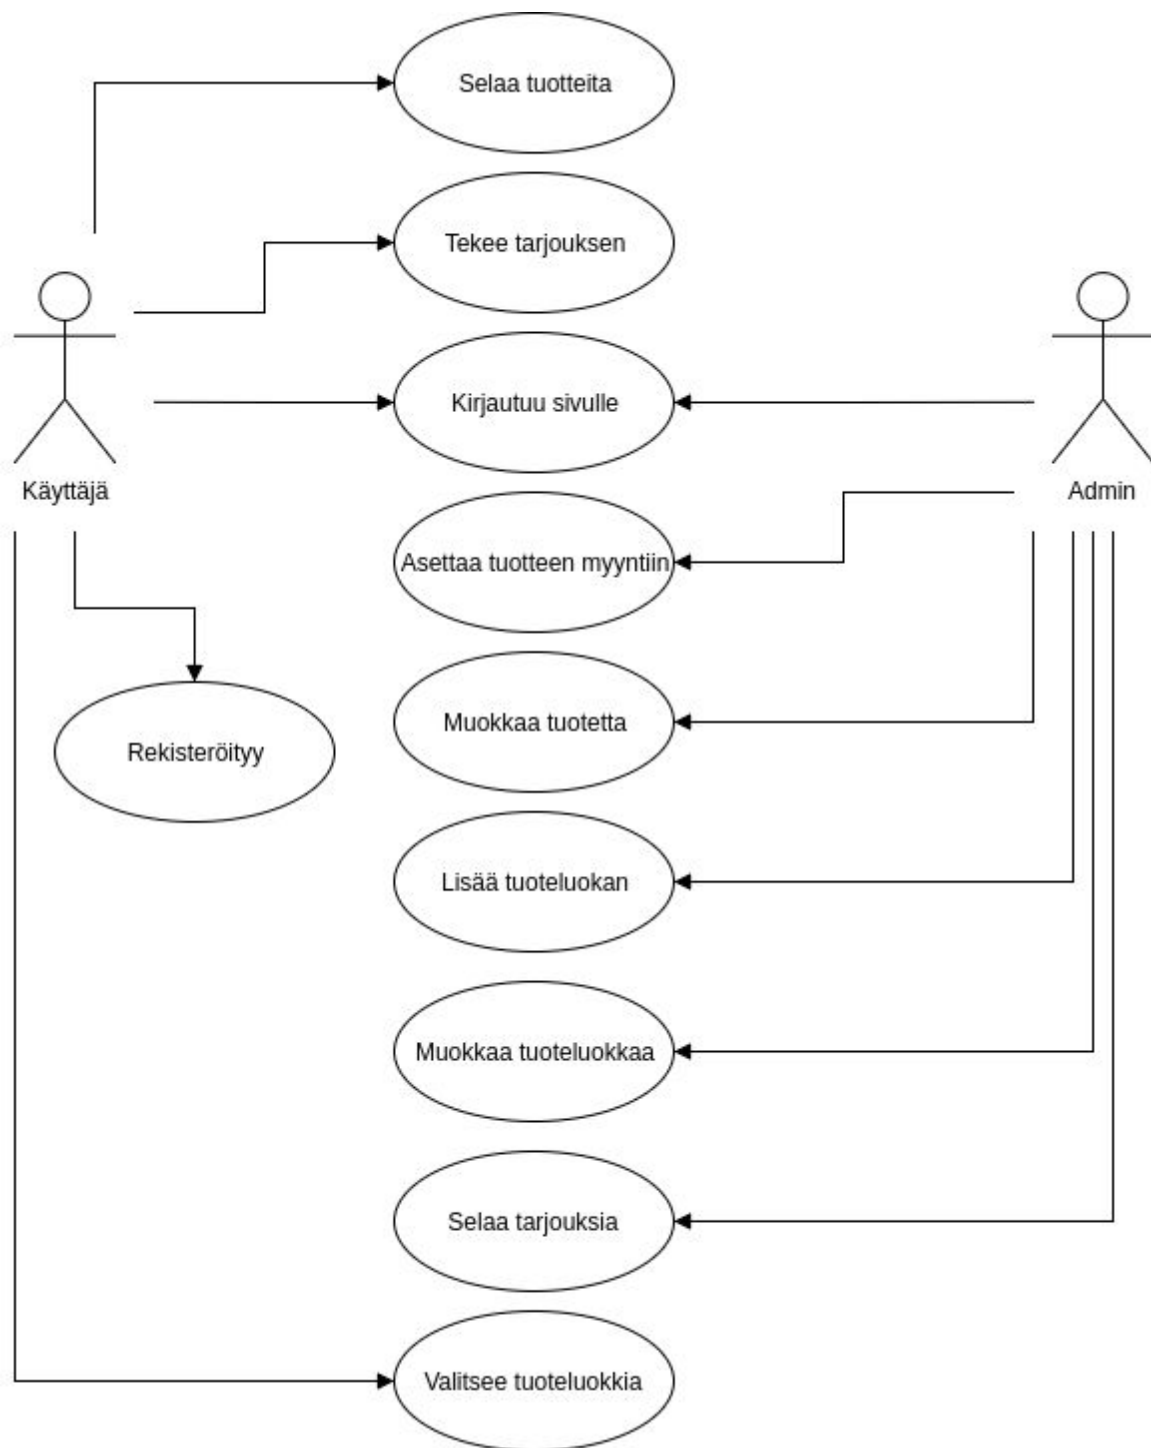 Selaa tuotteita
Tekee tarjouksen
Kirjautuu sivulle
Käyttäjä
Admin
Asettaa tuotteen myyntiin
Muokkaa tuotetta
Rekisteröityy
Lisää tuoteluokan
Muokkaa tuoteluokkaa
Selaa tarjouksia
Valitsee tuoteluokkia